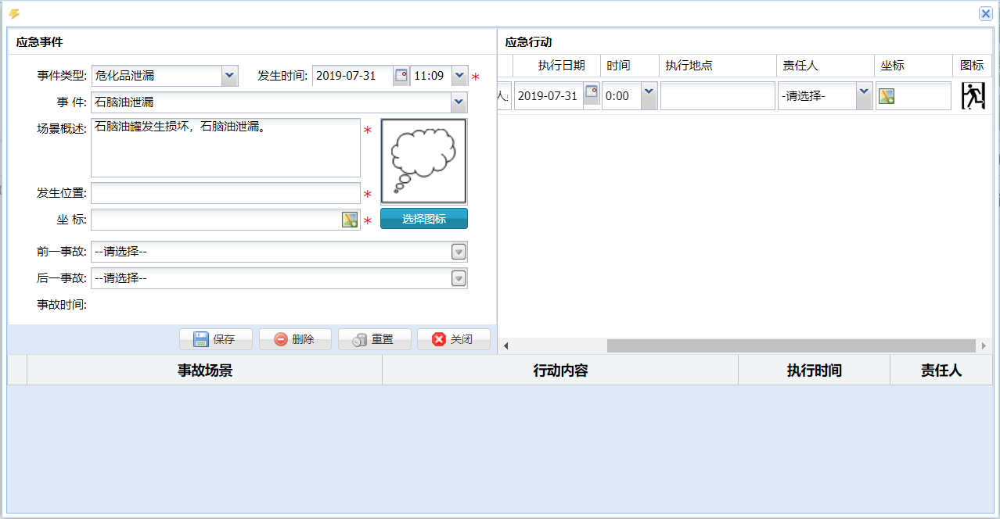 应急事件
事件类型: 危化品泄漏 发生时间: 2019-07-31 11:09 *
事 件: 石脑油泄漏
场景概述: 石脑油罐发生损坏，石脑油泄漏。 *
发生位置: *
坐 标: * 选择图标
前一事故: --请选择--
后一事故: --请选择--
事故时间:
保存 删除 重置 关闭
应急行动
执行日期 时间 执行地点 责任人 坐标 图标
2019-07-31 0:00 -请选择-
事故场景 行动内容 执行时间 责任人